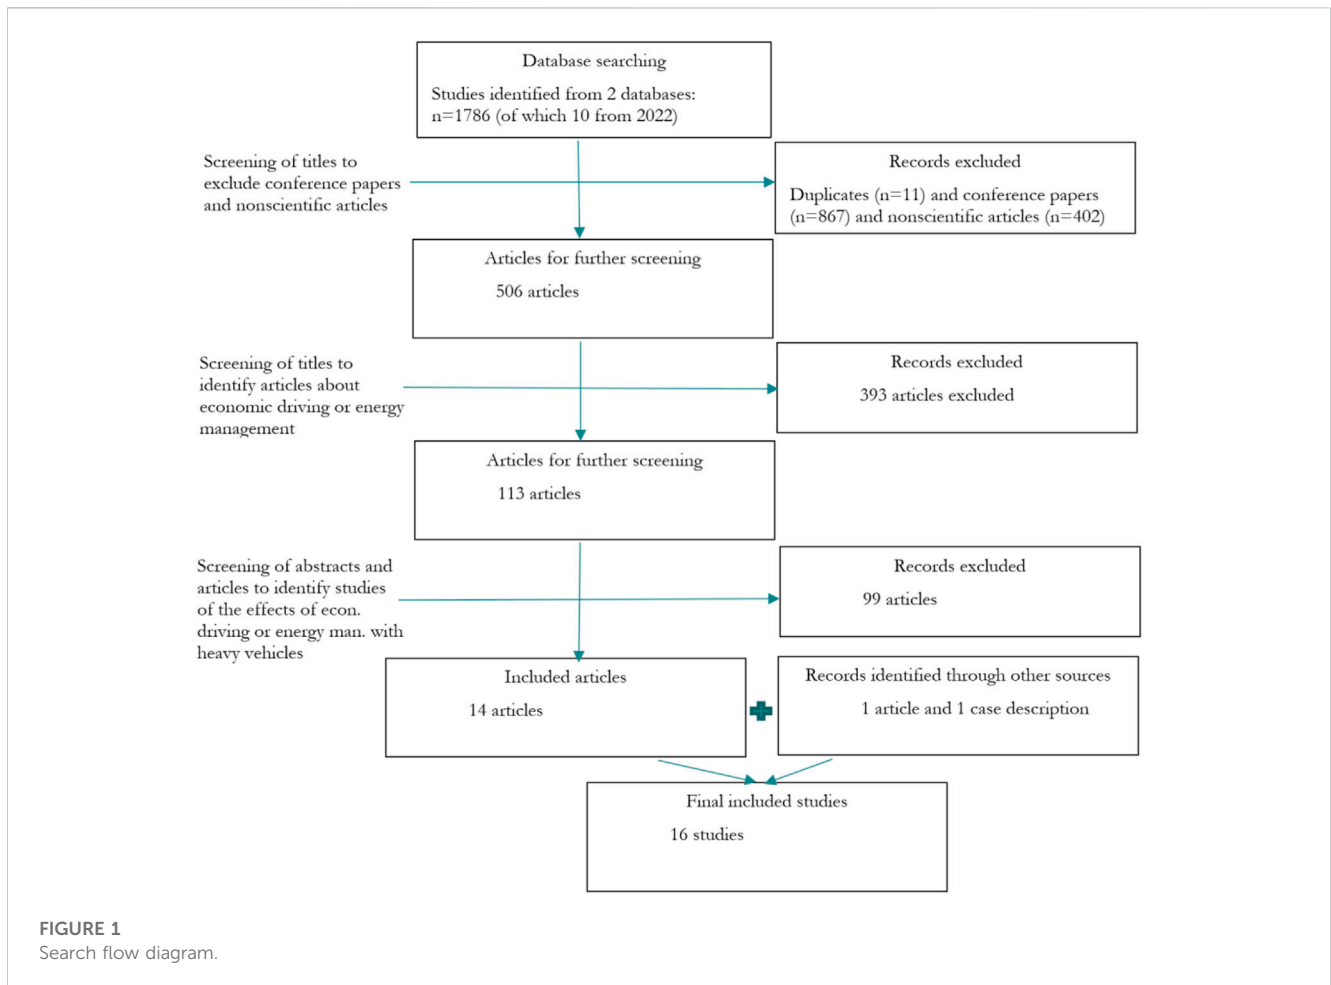 Database searching
Studies identified from 2 databases:
n=1786 (of which 10 from 2022)
Screening of titles to
exclude conference papers
and nonscientific articles
Records excluded
Duplicates (n=11) and conference papers
(n=867) and nonscientific articles (n=402)
Articles for further screening
506 articles
Screening of titles to
identify articles about
economic driving or energy
management
Records excluded
393 articles excluded
Articles for further screening
113 articles
Screening of abstracts and
articles to identify studies
of the effects of econ.
driving or energy man. with
heavy vehicles
Records excluded
99 articles
Included articles
14 articles
Records identified through other sources
1 article and 1 case description
Final included studies
16 studies
FIGURE 1
Search flow diagram.